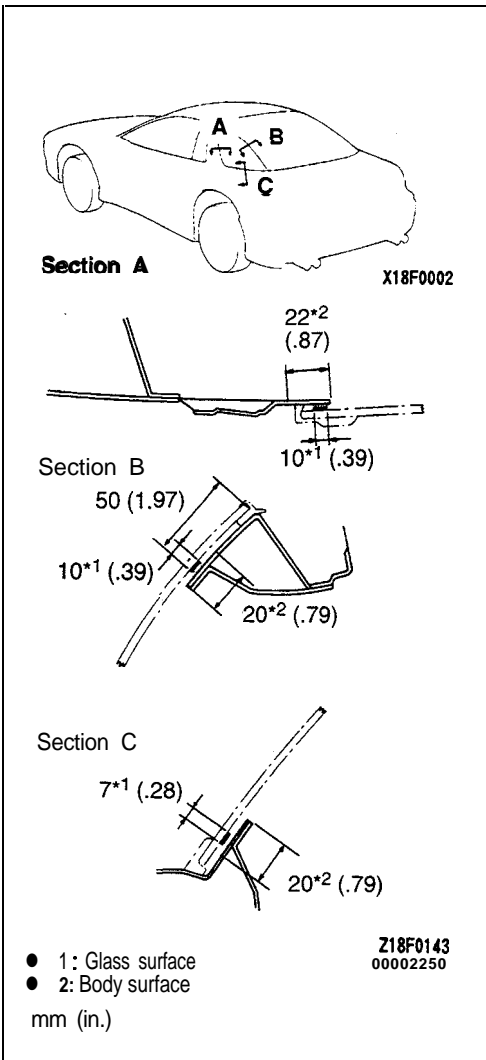 A
B
C
Section A
X18F0002
22*2
(.87)
10*1 (.39)
Section B
50 (1.97)
10*1 (.39)
20*2 (.79)
Section C
7*1 (.28)
20*2 (.79)
Z18F0143
● 1: Glass surface
00002250
● 2: Body surface
mm (in.)